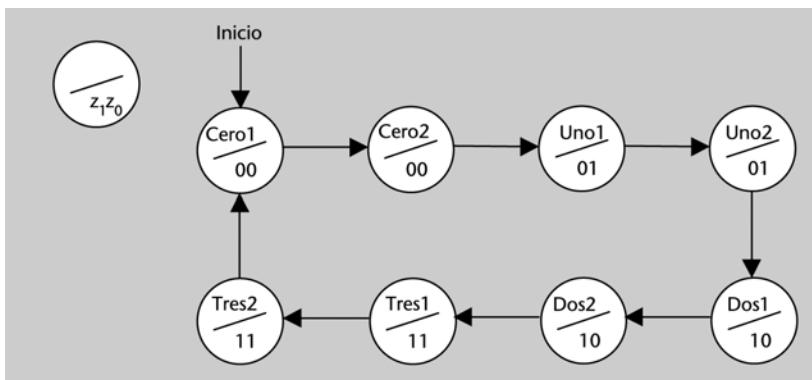 Inicio
z1z0
Cero1
00
Cero2
00
Uno1
01
Uno2
01
Tres2
11
Tres1
11
Dos2
10
Dos1
10